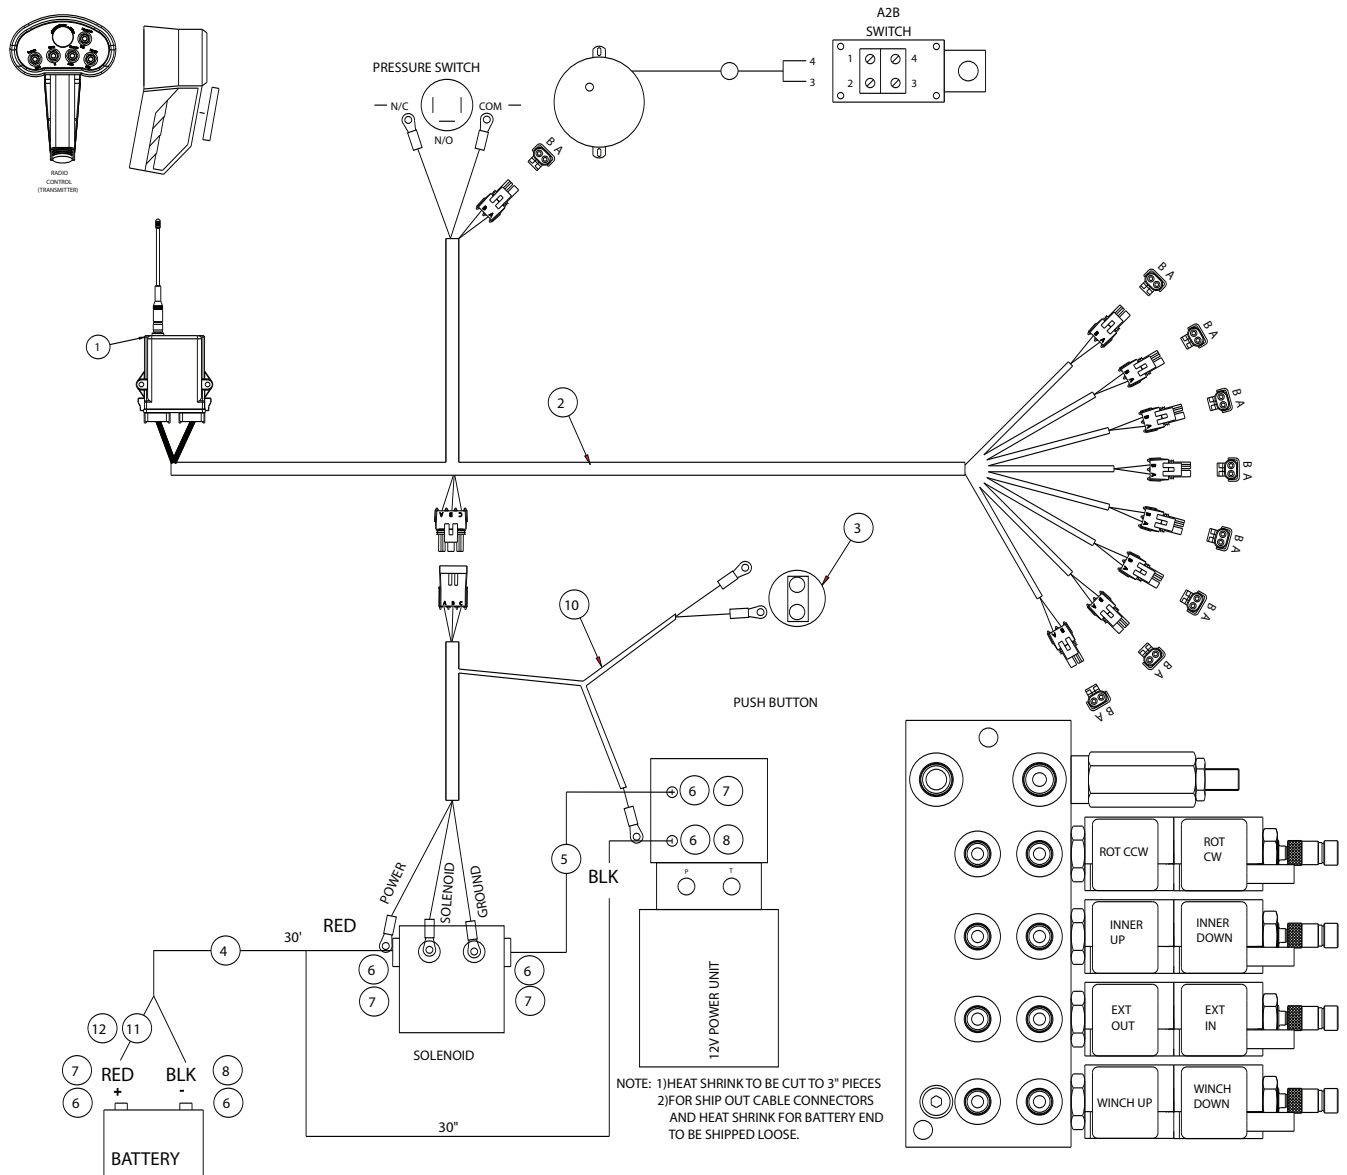 A2B
SWITCH
PRESSURE SWITCH
N/C
COM
N/O
4
3
1
4
2
3
B A
RADIO
CONTROL
(TRANSMITTER)
B A
B A
B A
B A
B A
B A
B A
B A
1
2
A B C
3
A B C
10
PUSH BUTTON
6
7
6
8
5
BLK
P
T
POWER
SOLENOID
GROUND
RED
30'
4
6
7
6
7
12V POWER UNIT
SOLENOID
12
11
7
RED
BLK
8
6
+
-
6
BATTERY
30"
NOTE: 1)HEAT SHRINK TO BE CUT TO 3" PIECES
2)FOR SHIP OUT CABLE CONNECTORS
AND HEAT SHRINK FOR BATTERY END
TO BE SHIPPED LOOSE.
ROT CCW
ROT
CW
INNER
UP
INNER
DOWN
EXT
OUT
EXT
IN
WINCH UP
WINCH
DOWN